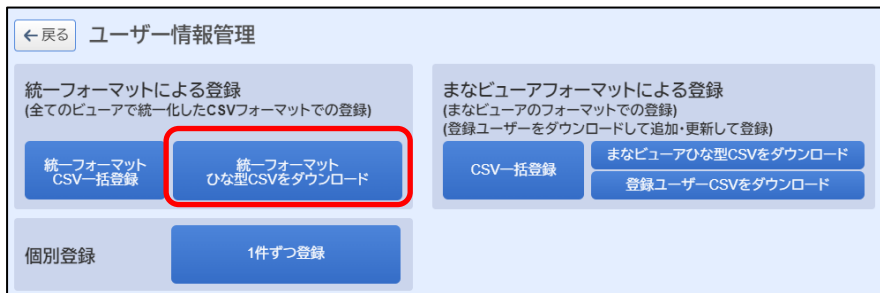 ←戻る ユーザー情報管理
統一フォーマットによる登録
(全てのビューアで統一化したCSVフォーマットでの登録)
統一フォーマット
CSV一括登録
統一フォーマット
ひな型CSVをダウンロード
まなビューアフォーマットによる登録
(まなビューアのフォーマットでの登録)
(登録ユーザーをダウンロードして追加・更新して登録)
CSV一括登録
まなビューアひな型CSVをダウンロード
登録ユーザーCSVをダウンロード
個別登録
1件ずつ登録